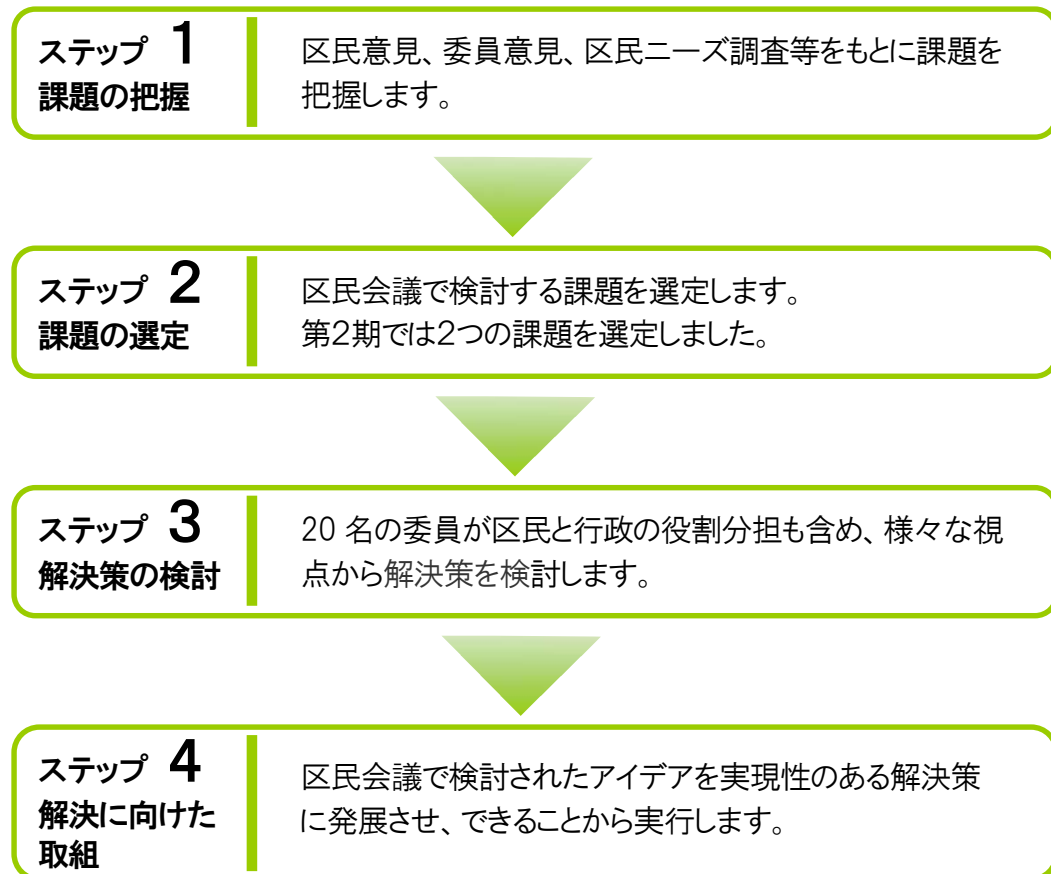 ステップ 1
課題の把握
区民意見、委員意見、区民ニーズ調査等をもとに課題を
把握します。
ステップ 2
課題の選定
区民会議で検討する課題を選定します。
第2期では2つの課題を選定しました。
ステップ 3
解決策の検討
20 名の委員が区民と行政の役割分担も含め、様々な視
点から解決策を検討します。
ステップ 4
解決に向けた
取組
区民会議で検討されたアイデアを実現性のある解決策
に発展させ、できることから実行します。